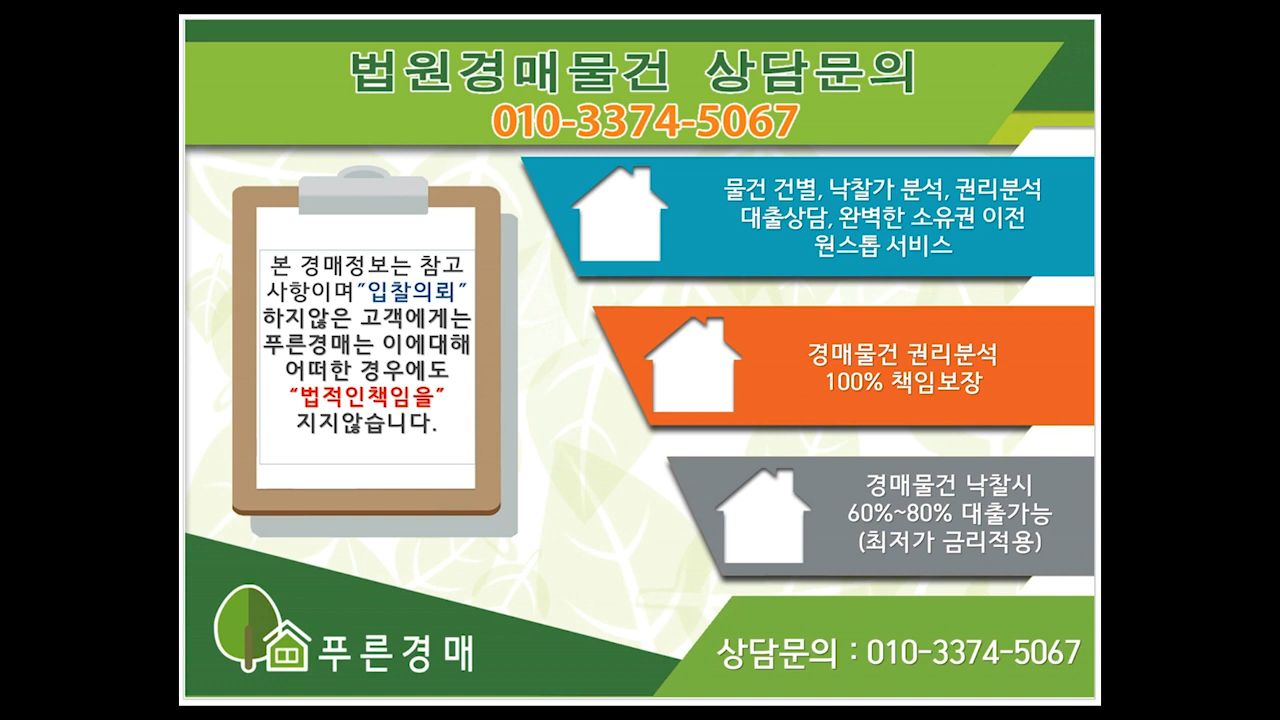 법원경매물건 상담문의
010-3374-5067
물건 건별, 낙찰가 분석, 권리분석
대출상담, 완벽한 소유권 이전
원스톱 서비스
본 경매정보는 참고
사항이며 "입찰의뢰"
하지않은 고객에게는
푸른경매는 이에대해
어떠한 경우에도
“법적인책임을”
지지않습니다.
경매물건 권리분석
100% 책임보장
경매물건 낙찰시
60%~80% 대출가능
(최저가 금리적용)
푸른경매
상담문의 : 010-3374-5067